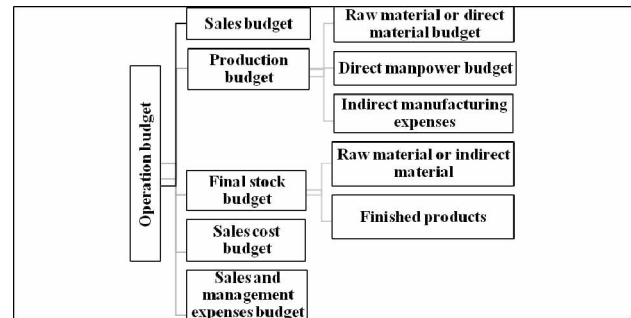 Operation budget
Sales budget
Production
budget
Raw material or direct
material budget
Direct manpower budget
Indirect manufacturing
expenses
Final stock
budget
Raw material or indirect
material
Finished products
Sales cost
budget
Sales and
management
expenses budget